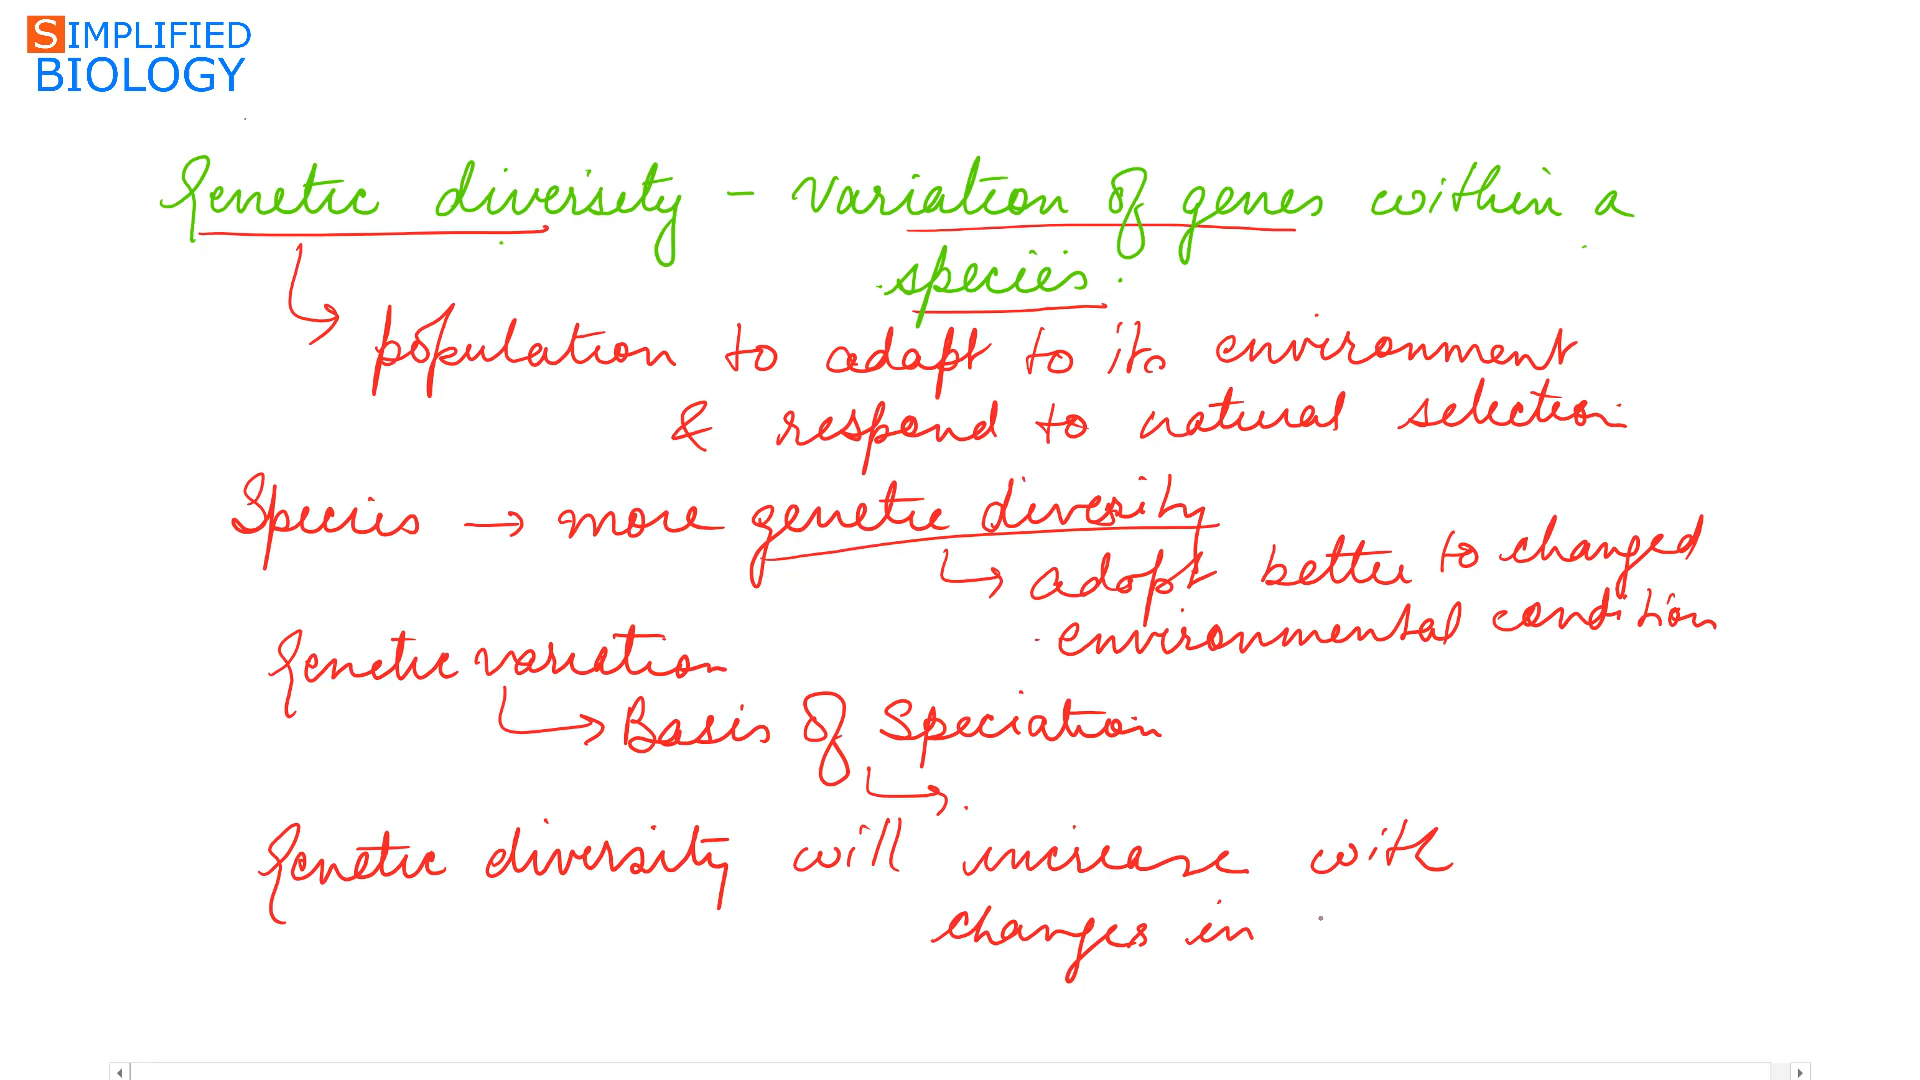 SIMPLIFIED
BIOLOGY
Genetic diversity - variation of genes within a
species.
population to adapt to its environment
& respond to natural selection
Species → more genetic diversity
adopt better to changed
environmental condition
Genetic variation
Basis of Speciation
Genetic diversity will increase with
changes in